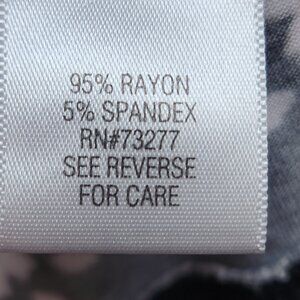 95% RAYON
5% SPANDEX
RN#73277
SEE REVERSE
FOR CARE